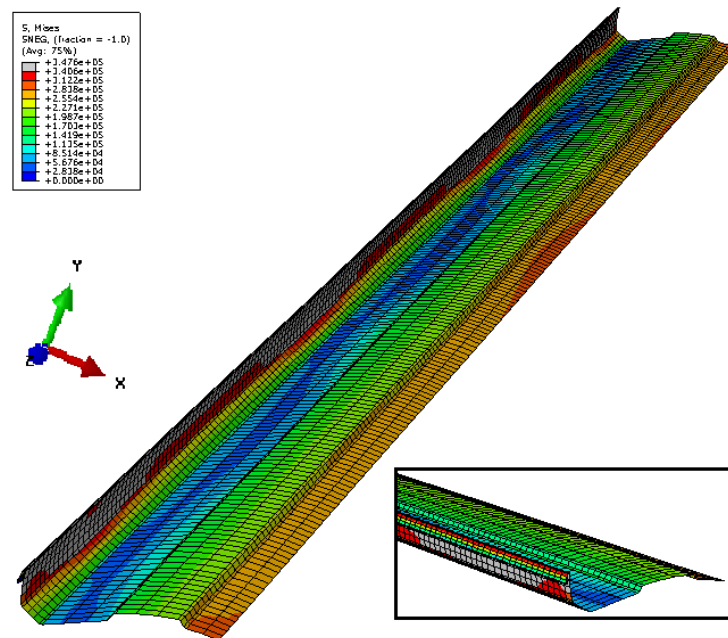 S, Mises
SNEG, (fraction = -1.0)
(Avg: 75%)
+3.476e+05
+3.406e+05
+3.122e+05
+2.838e+05
+2.554e+05
+2.271e+05
+1.987e+05
+1.703e+05
+1.419e+05
+1.135e+05
+8.514e+04
+5.676e+04
+2.838e+04
+0.000e+00
Y
Z
X